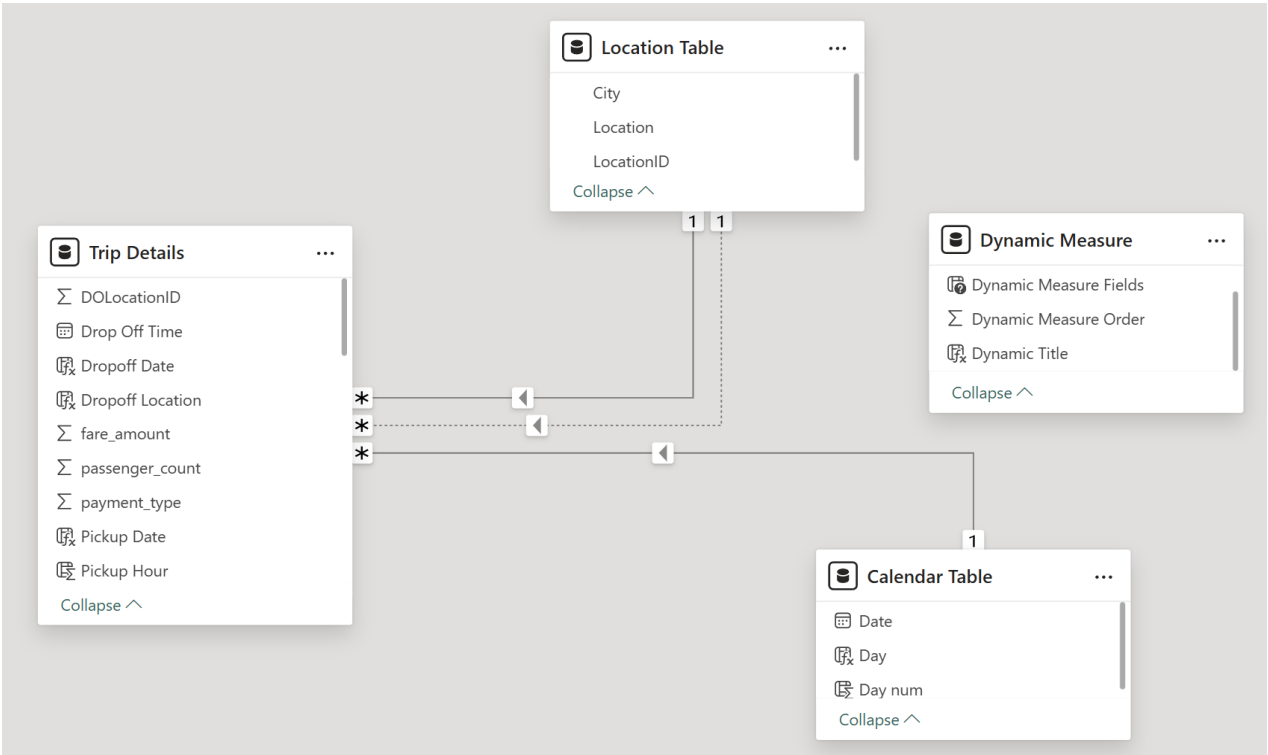 Location Table
City
Location
LocationID
Collapse
1 1
Trip Details
DOLocationID
Drop Off Time
Dropoff Date
Dropoff Location
fare_amount
passenger_count
payment_type
Pickup Date
Pickup Hour
Collapse
*
*
*
Dynamic Measure
Dynamic Measure Fields
Dynamic Measure Order
Dynamic Title
Collapse
1
Calendar Table
Date
Day
Day num
Collapse